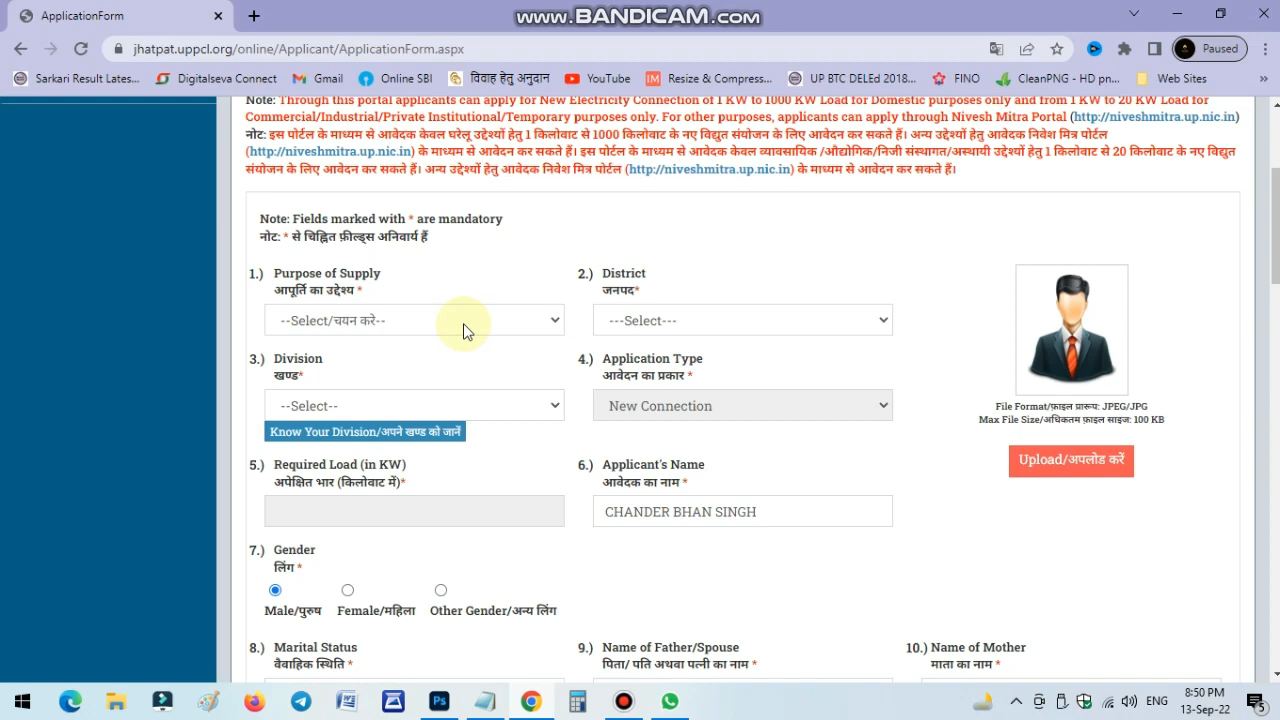 ApplicationForm
www.BANDICAM.com
jhatpat.uppcl.org/online/Applicant/ApplicationForm.aspx
Paused
Sarkari Result Lates...
Digitalseva Connect
Gmail
Online SBI
विवाह हेतु अनुदान
YouTube
Resize & Compress...
UP BTC DELEd 2018...
FINO
CleanPNG - HD pn...
Web Sites
Note: Through this portal applicants can apply for New Electricity Connection of 1 KW to 1000 KW Load for Domestic purposes only and from 1 KW to 20 KW Load for
Commercial/Industrial/Private Institutional/Temporary purposes only. For other purposes, applicants can apply through Nivesh Mitra Portal (http://niveshmitra.up.nic.in)
नोट: इस पोर्टल के माध्यम से आवेदक केवल घरेलू उद्देश्यों हेतु 1 किलोवाट से 1000 किलोवाट के नए विद्युत संयोजन के लिए आवेदन कर सकते हैं। अन्य उद्देश्यों हेतु आवेदक निवेश मित्र पोर्टल
(http://niveshmitra.up.nic.in) के माध्यम से आवेदन कर सकते हैं। इस पोर्टल के माध्यम से आवेदक केवल व्यावसायिक /औद्योगिक/निजी संस्थागत/अस्थायी उद्देश्यों हेतु 1 किलोवाट से 20 किलोवाट के नए विद्युत
संयोजन के लिए आवेदन कर सकते हैं। अन्य उद्देश्यों हेतु आवेदक निवेश मित्र पोर्टल (http://niveshmitra.up.nic.in) के माध्यम से आवेदन कर सकते हैं।
Note: Fields marked with * are mandatory
नोट: * से चिह्नित फ़ील्ड्स अनिवार्य हैं
1.) Purpose of Supply
आपूर्ति का उद्देश्य *
--Select/चयन करे--
2.) District
जनपद*
---Select---
3.) Division
खण्ड*
--Select--
Know Your Division/अपने खण्ड को जानें
4.) Application Type
आवेदन का प्रकार *
New Connection
File Format/फ़ाइल प्रारूप: JPEG/JPG
Max File Size/अधिकतम फ़ाइल साइज: 100 KB
Upload/अपलोड करें
5.) Required Load (in KW)
अपेक्षित भार (किलोवाट में)*
6.) Applicant's Name
आवेदक का नाम *
CHANDER BHAN SINGH
7.) Gender
लिंग *
Male/पुरुष Female/महिला Other Gender/अन्य लिंग
8.) Marital Status
वैवाहिक स्थिति *
9.) Name of Father/Spouse
पिता/ पति अथवा पत्नी का नाम *
10.) Name of Mother
माता का नाम *
Ps
ENG
8:50 PM
13-Sep-22
5